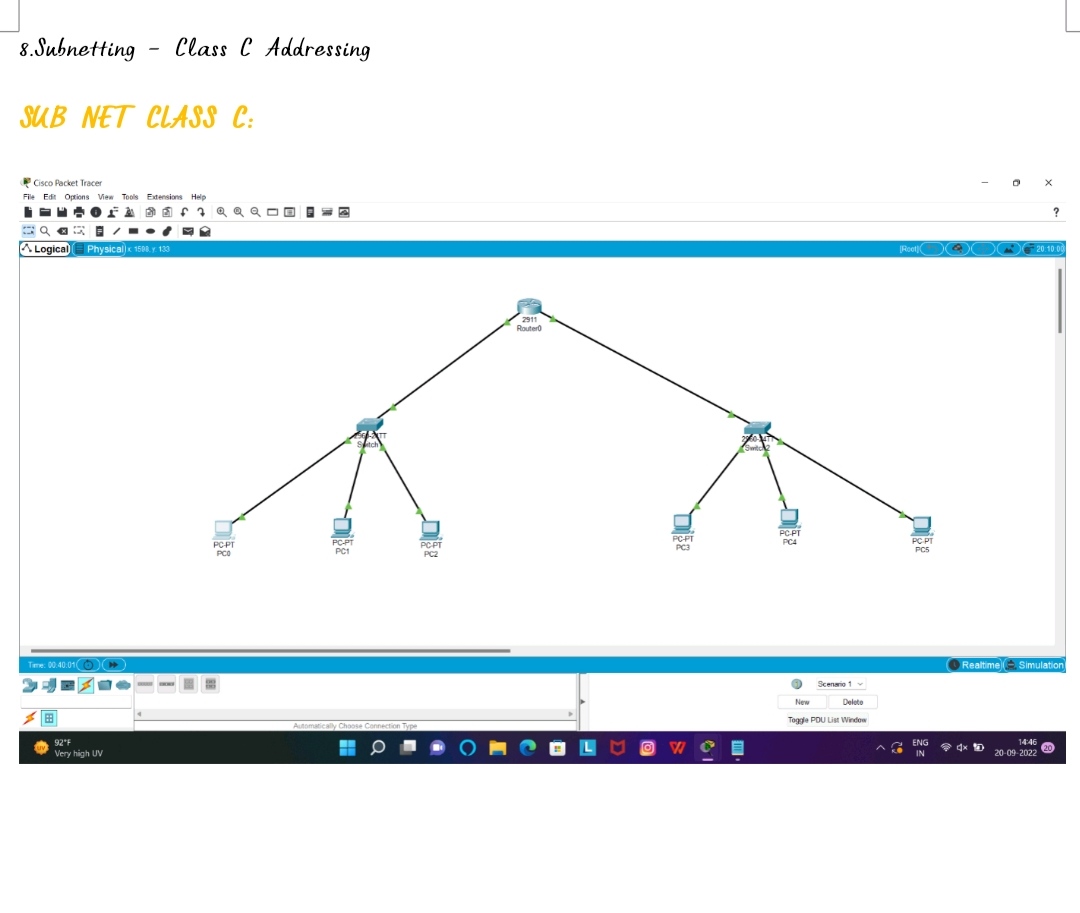 8.Subnetting - Class C Addressing
SUB NET CLASS C:
Cisco Packet Tracer
File Edit Options View Tools Extensions Help
?
Logical Physical x: 1500, y: 133 [Root] 20:10:00
2911
Router0
2960-24TT
Switch
2960-24TT
Switch2
PC-PT
PC0
PC-PT
PC1
PC-PT
PC2
PC-PT
PC3
PC-PT
PC4
PC-PT
PC5
Time: 00:40:01
Realtime Simulation
Scenario 1
New Delete
Toggle PDU List Window
Automatically Choose Connection Type
92°F
Very high UV
ENG
IN
14:46
20-09-2022
20